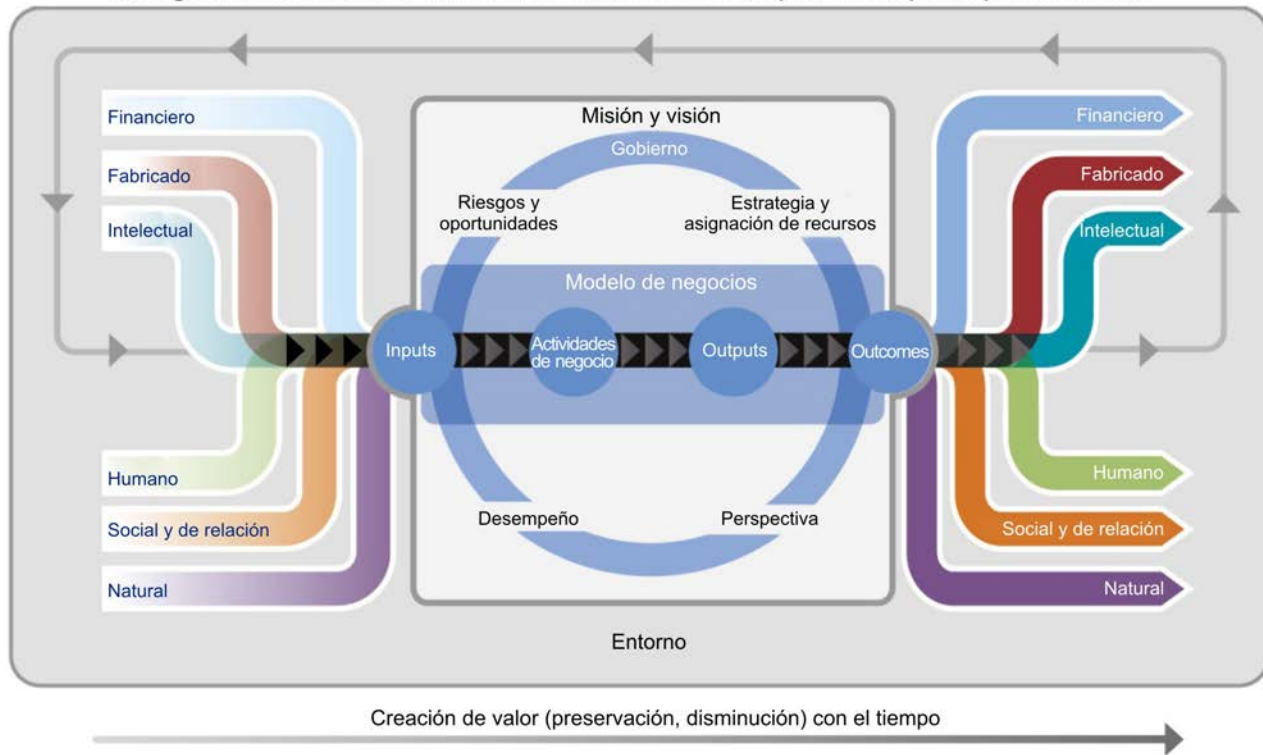 Financiero
Fabricado
Intelectual
Humano
Social y de relación
Natural
Misión y visión
Gobierno
Riesgos y
oportunidades
Estrategia y
asignación de recursos
Modelo de negocios
Inputs
Actividades
de negocio
Outputs
Outcomes
Desempeño
Perspectiva
Financiero
Fabricado
Intelectual
Humano
Social y de relación
Natural
Entorno
Creación de valor (preservación, disminución) con el tiempo